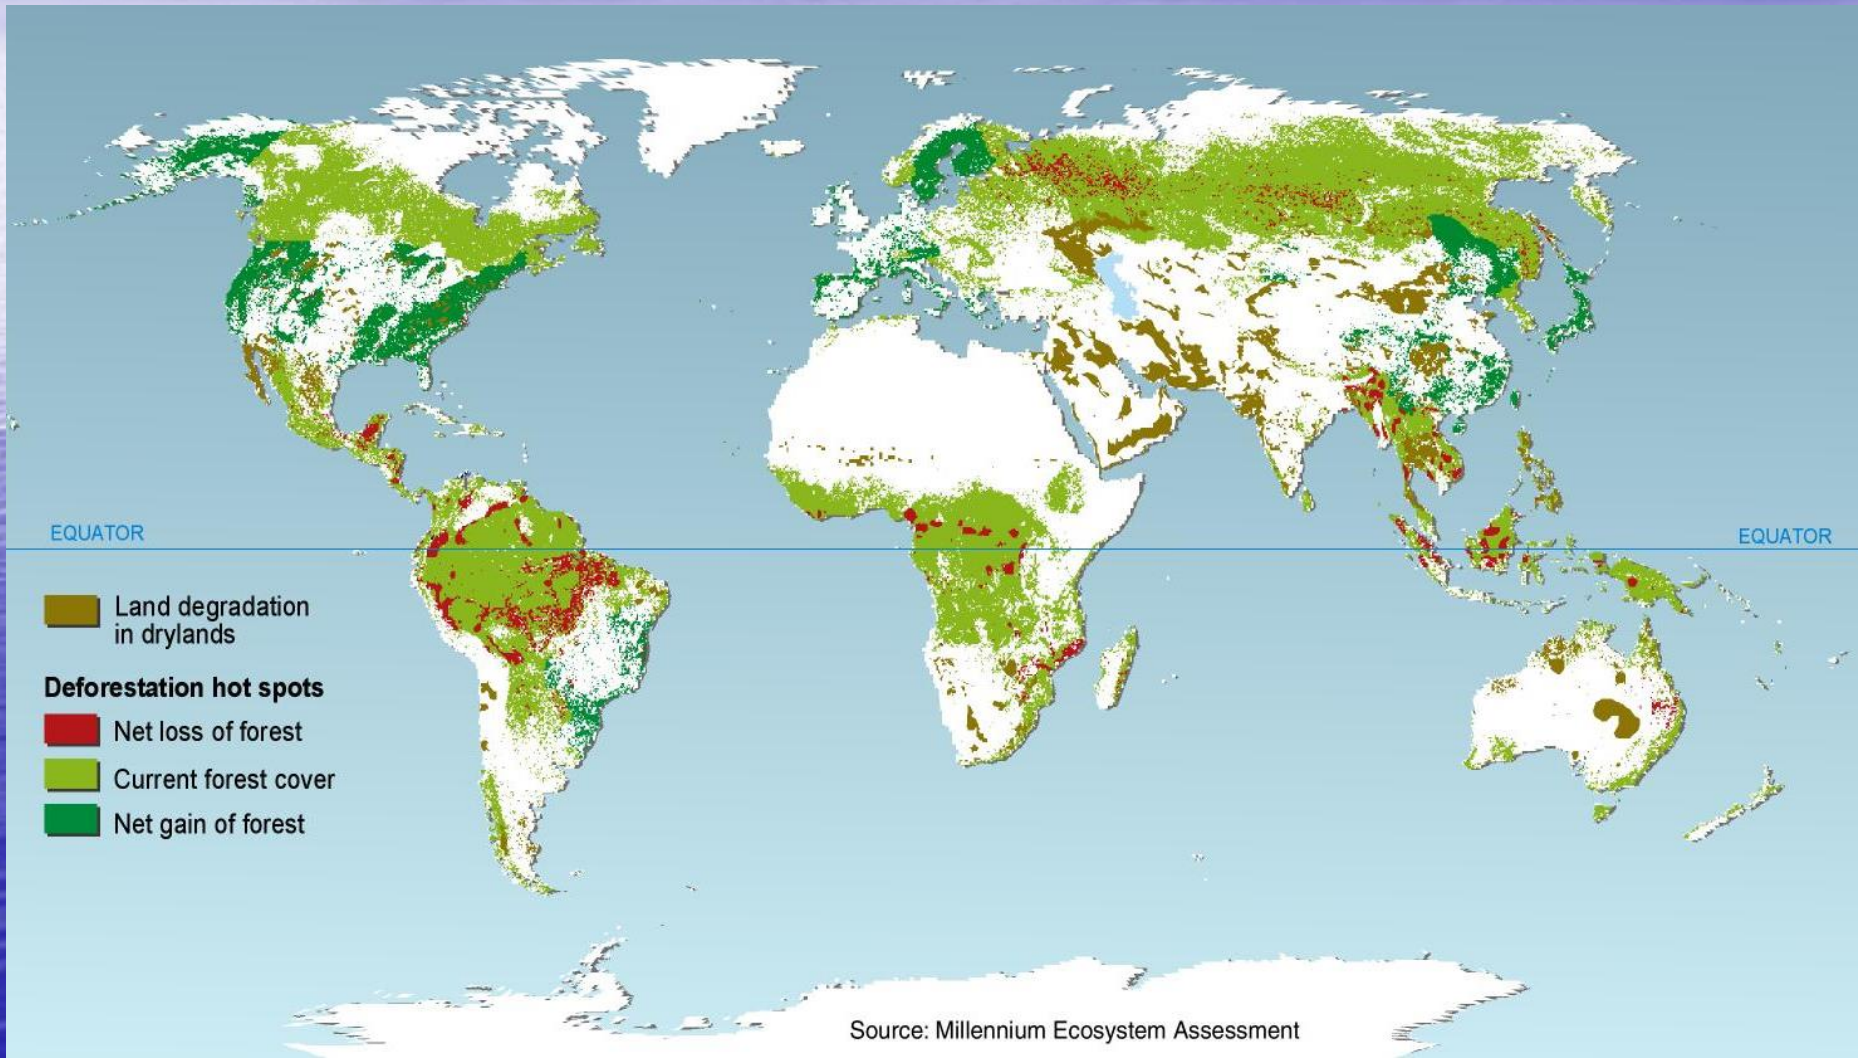 EQUATOR
EQUATOR
Land degradation
in drylands
Deforestation hot spots
Net loss of forest
Current forest cover
Net gain of forest
Source: Millennium Ecosystem Assessment